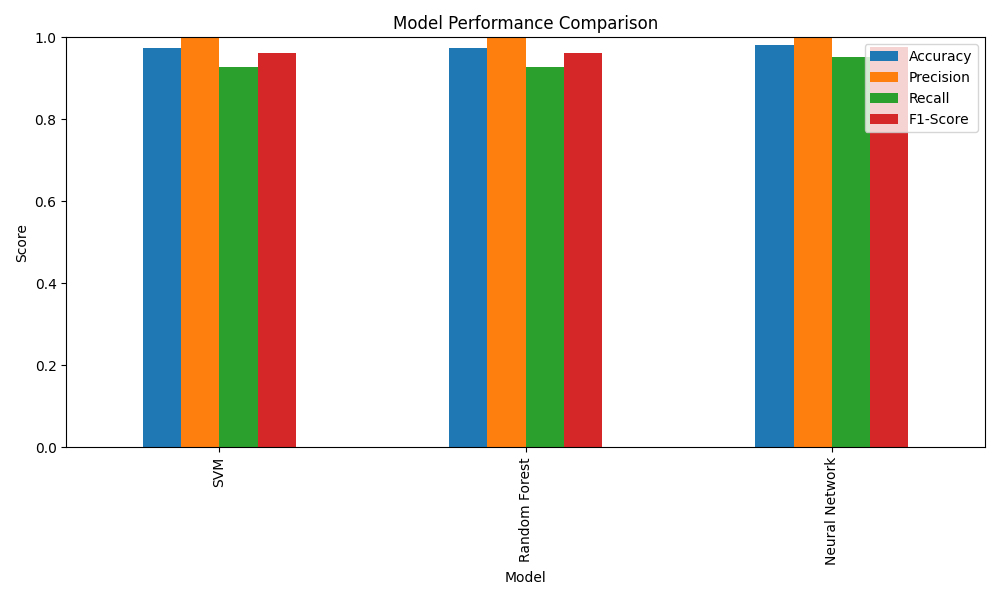 Model Performance Comparison
1.0
0.8
0.6
0.4
0.2
0.0
Score
Accuracy
Precision
Recall
F1-Score
SVM
Random Forest
Neural Network
Model